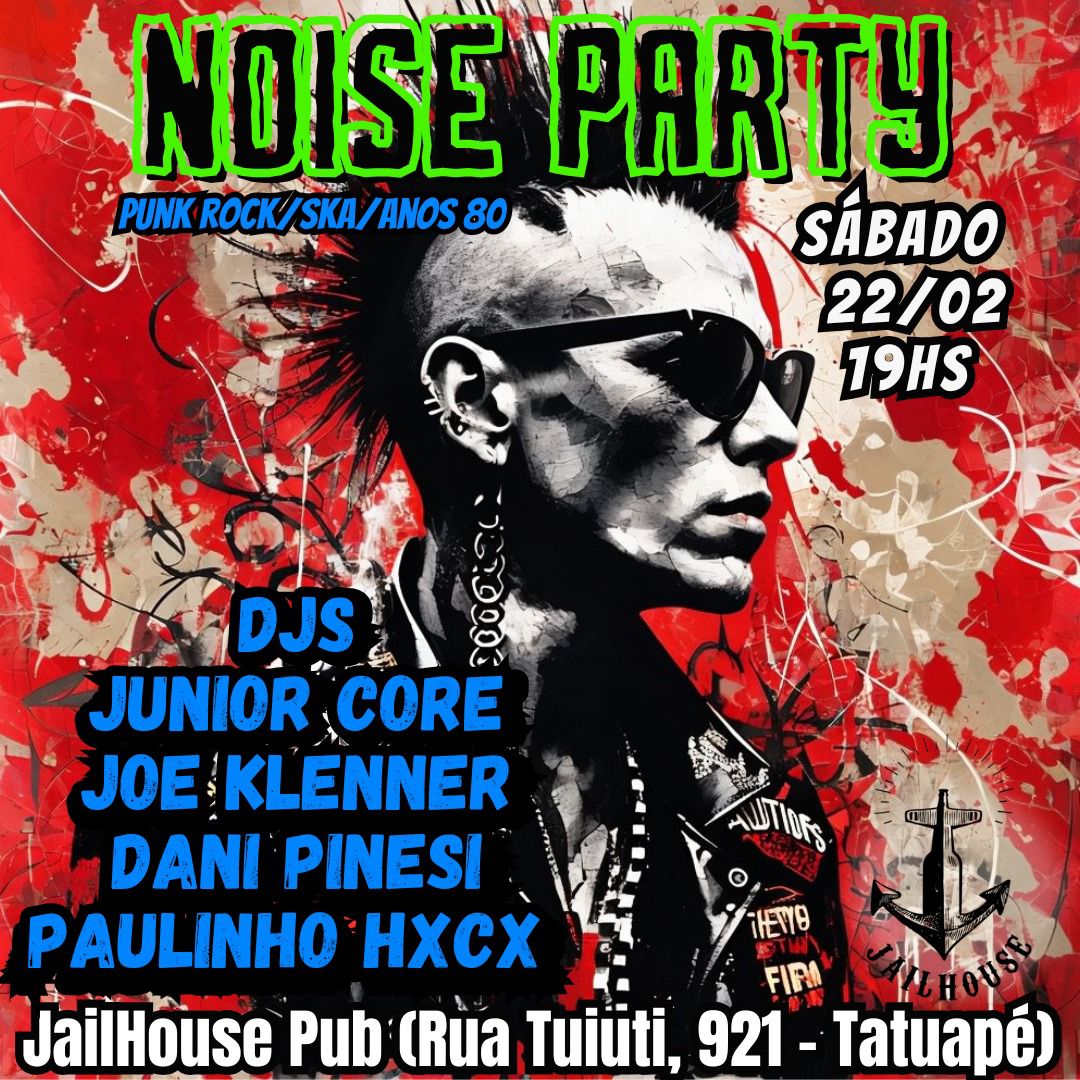 NOISE PARTY
PUNK ROCK/SKA/ANOS 80
SÁBADO
22/02
19HS
DJS
JUNIOR CORE
JOE KLENNER
DANI PINESI
PAULINHO HXCX
JAILHOUSE
JailHouse Pub (Rua Tuiüti, 921 - Tatuapé)